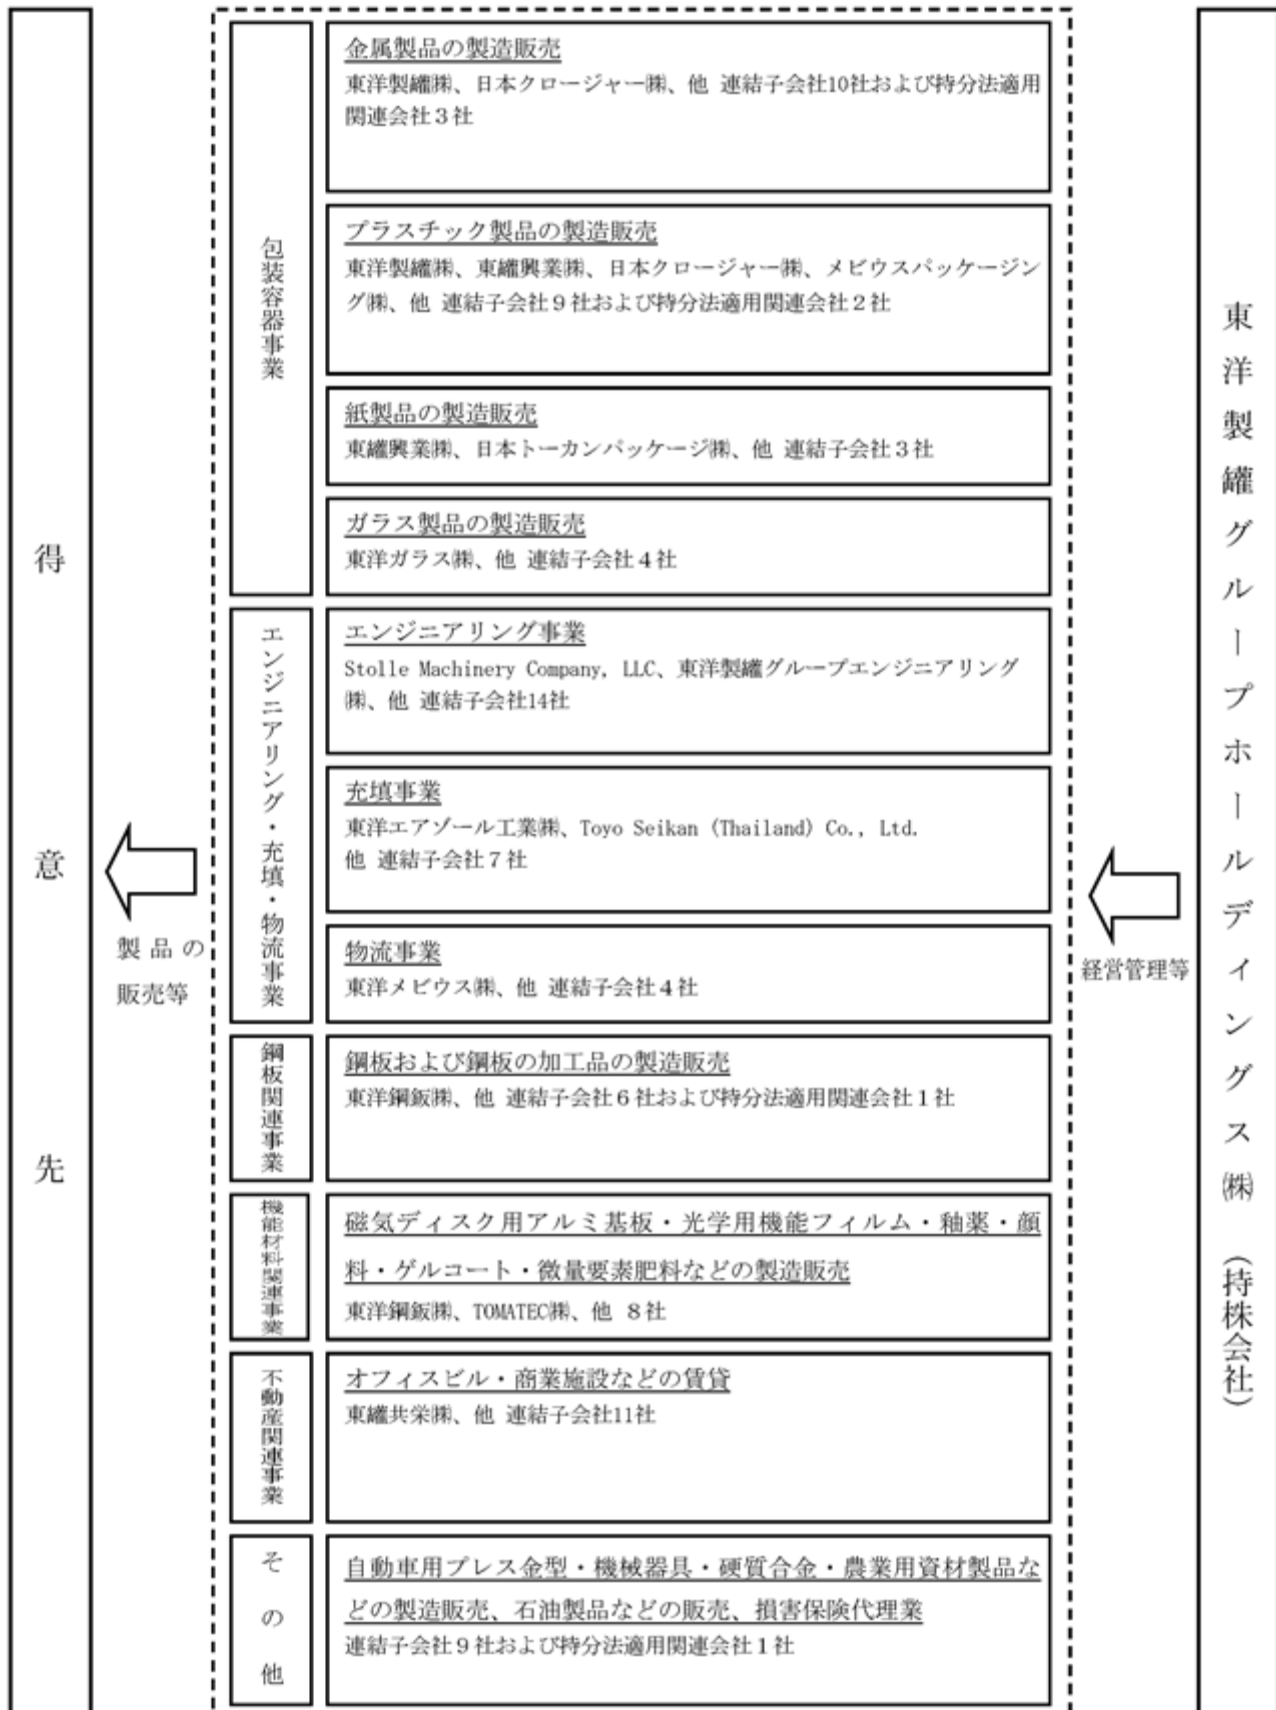 得意先
製品の
販売等
包装容器事業
金属製品の製造販売
東洋製罐㈱、日本クロージャー㈱、他 連結子会社10社および持分法適用
関連会社３社
プラスチック製品の製造販売
東洋製罐㈱、東罐興業㈱、日本クロージャー㈱、メビウスパッケージン
グ㈱、他 連結子会社９社および持分法適用関連会社２社
紙製品の製造販売
東罐興業㈱、日本トーカンパッケージ㈱、他 連結子会社３社
ガラス製品の製造販売
東洋ガラス㈱、他 連結子会社４社
エンジニアリング・充填・物流事業
エンジニアリング事業
Stolle Machinery Company, LLC、東洋製罐グループエンジニアリング
㈱、他 連結子会社14社
充填事業
東洋エアゾール工業㈱、Toyo Seikan (Thailand) Co., Ltd.
他 連結子会社７社
物流事業
東洋メビウス㈱、他 連結子会社４社
鋼板関連事業
鋼板および鋼板の加工品の製造販売
東洋鋼鈑㈱、他 連結子会社６社および持分法適用関連会社１社
機能材料関連事業
磁気ディスク用アルミ基板・光学用機能フィルム・釉薬・顔
料・ゲルコート・微量要素肥料などの製造販売
東洋鋼鈑㈱、TOMATEC㈱、他 ８社
不動産関連事業
オフィスビル・商業施設などの賃貸
東罐共栄㈱、他 連結子会社11社
その他
自動車用プレス金型・機械器具・硬質合金・農業用資材製品な
どの製造販売、石油製品などの販売、損害保険代理業
連結子会社９社および持分法適用関連会社１社
経営管理等
東洋製罐グループホールディングス㈱ （持株会社）